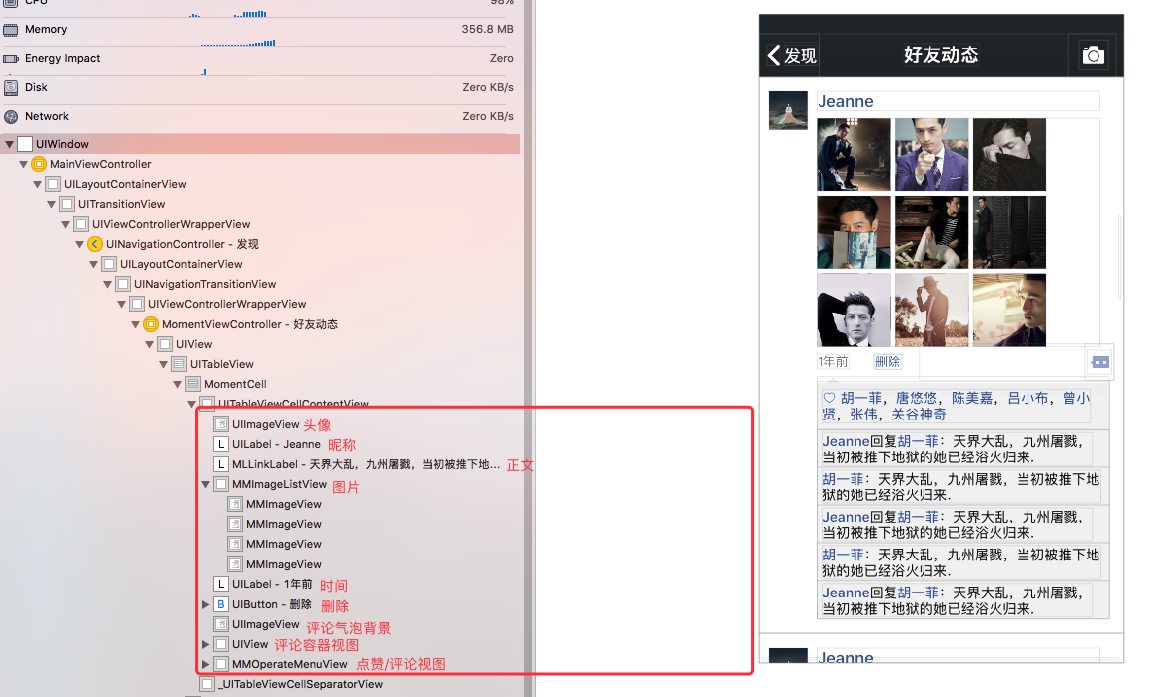 CPU 98%
Memory 356.8 MB
Energy Impact Zero
Disk Zero KB/s
Network Zero KB/s
UIWindow
MainViewController
UILayoutContainerView
UITransitionView
UIViewControllerWrapperView
UINavigationController - 发现
UILayoutContainerView
UINavigationTransitionView
UIViewControllerWrapperView
MomentViewController - 好友动态
UIView
UITableView
MomentCell
UITableViewCellContentView
UIImageView 头像
L UILabel - Jeanne 昵称
L MLLinkLabel - 天界大乱，九州屠戮，当初被推下地... 正文
MMImageListView 图片
MMImageView
MMImageView
MMImageView
MMImageView
L UILabel - 1年前 时间
B UIButton - 删除 删除
UIImageView 评论气泡背景
UIView 评论容器视图
MMOperateMenuView 点赞/评论视图
_UITableViewCellSeparatorView
发现 好友动态
Jeanne
1年前 删除
胡一菲，唐悠悠，陈美嘉，吕小布，曾小
贤，张伟，关谷神奇
Jeanne回复胡一菲：天界大乱，九州屠戮，
当初被推下地狱的她已经浴火归来.
胡一菲：天界大乱，九州屠戮，当初被推下地
狱的她已经浴火归来.
Jeanne回复胡一菲：天界大乱，九州屠戮，
当初被推下地狱的她已经浴火归来.
胡一菲：天界大乱，九州屠戮，当初被推下地
狱的她已经浴火归来.
Jeanne回复胡一菲：天界大乱，九州屠戮，
当初被推下地狱的她已经浴火归来.
Jeanne